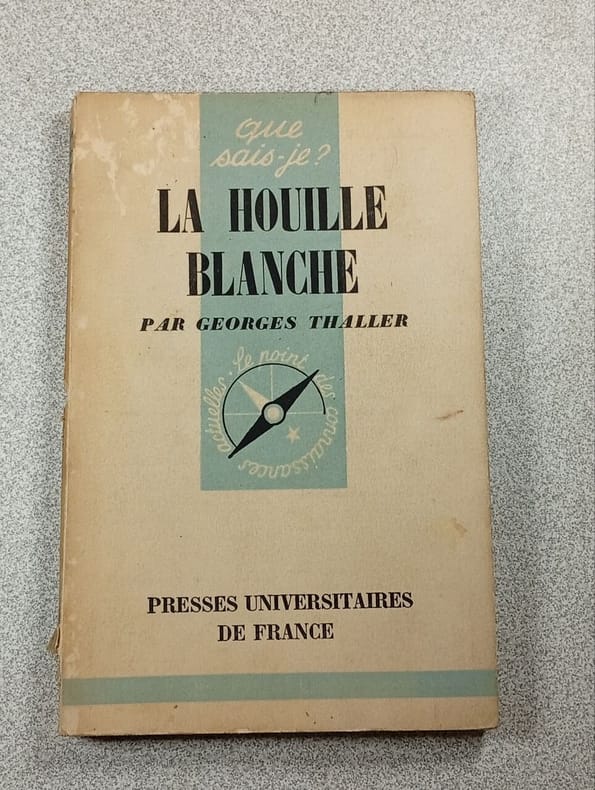 que
sais-je?
LA HOUILLE
BLANCHE
PAR GEORGES THALLER
Le point des connaissances actuelles.
PRESSES UNIVERSITAIRES
DE FRANCE